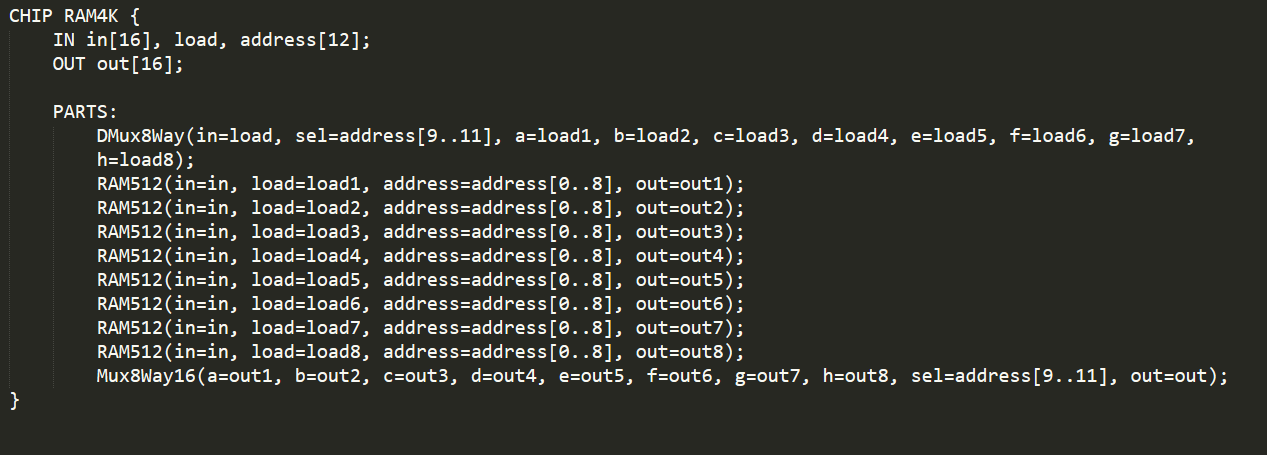 CHIP RAM4K {
IN in[16], load, address[12];
OUT out[16];
PARTS:
DMux8Way(in=load, sel=address[9..11], a=load1, b=load2, c=load3, d=load4, e=load5, f=load6, g=load7,
h=load8);
RAM512(in=in, load=load1, address=address[0..8], out=out1);
RAM512(in=in, load=load2, address=address[0..8], out=out2);
RAM512(in=in, load=load3, address=address[0..8], out=out3);
RAM512(in=in, load=load4, address=address[0..8], out=out4);
RAM512(in=in, load=load5, address=address[0..8], out=out5);
RAM512(in=in, load=load6, address=address[0..8], out=out6);
RAM512(in=in, load=load7, address=address[0..8], out=out7);
RAM512(in=in, load=load8, address=address[0..8], out=out8);
Mux8Way16(a=out1, b=out2, c=out3, d=out4, e=out5, f=out6, g=out7, h=out8, sel=address[9..11], out=out);
}